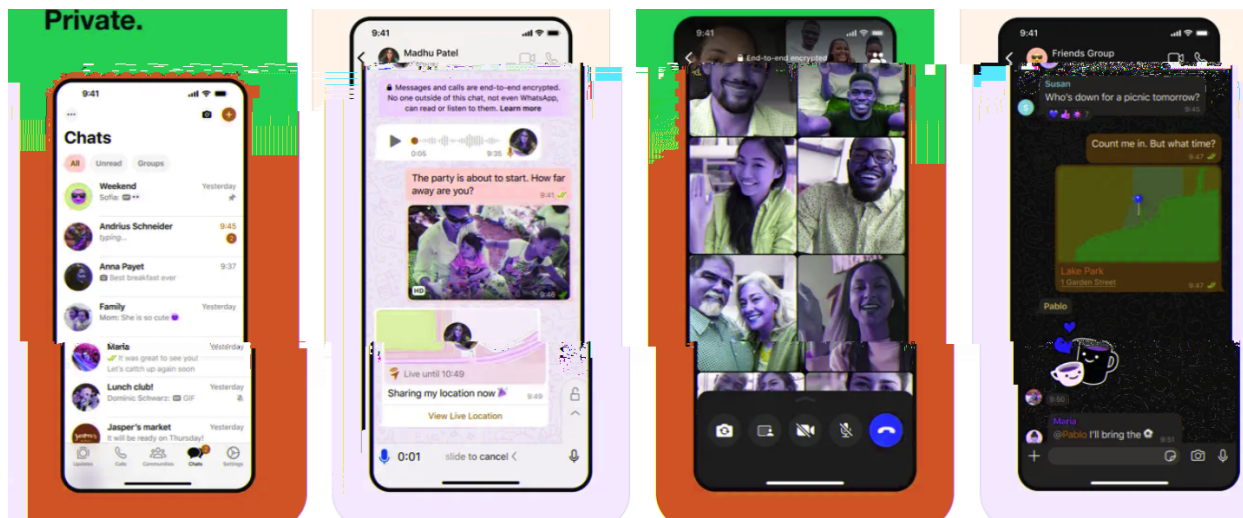 Private.
9:41
Chats
All Unread Groups
Weekend Yesterday
Sofia:
Andrius Schneider 9:45
typing... 2
Anna Payet 9:37
Best breakfast ever
Family Yesterday
Mom: She is so cute
Maria Yesterday
It was great to see you!
Let's catch up again soon
Lunch club! Yesterday
Dominic Schwarz: GIF
Jasper's market
It will be ready on Thursday!
Updates Calls Communities Chats Settings
9:41
Madhu Patel
Messages and calls are end-to-end encrypted.
No one outside of this chat, not even WhatsApp,
can read or listen to them. Learn more
0:05 9:35
The party is about to start. How far
away are you? 9:41
HD 9:46
Live until 10:49
Sharing my location now 9:49
View Live Location
0:01 slide to cancel <
9:41
End-to-end encrypted
9:41
Friends Group
Susan
S
Who's down for a picnic tomorrow?
9:45
Count me in. But what time?
9:47
Lake Park
1 Garden Street 9:47
Pablo
9:50
Maria
@Pablo I'll bring the 9:51